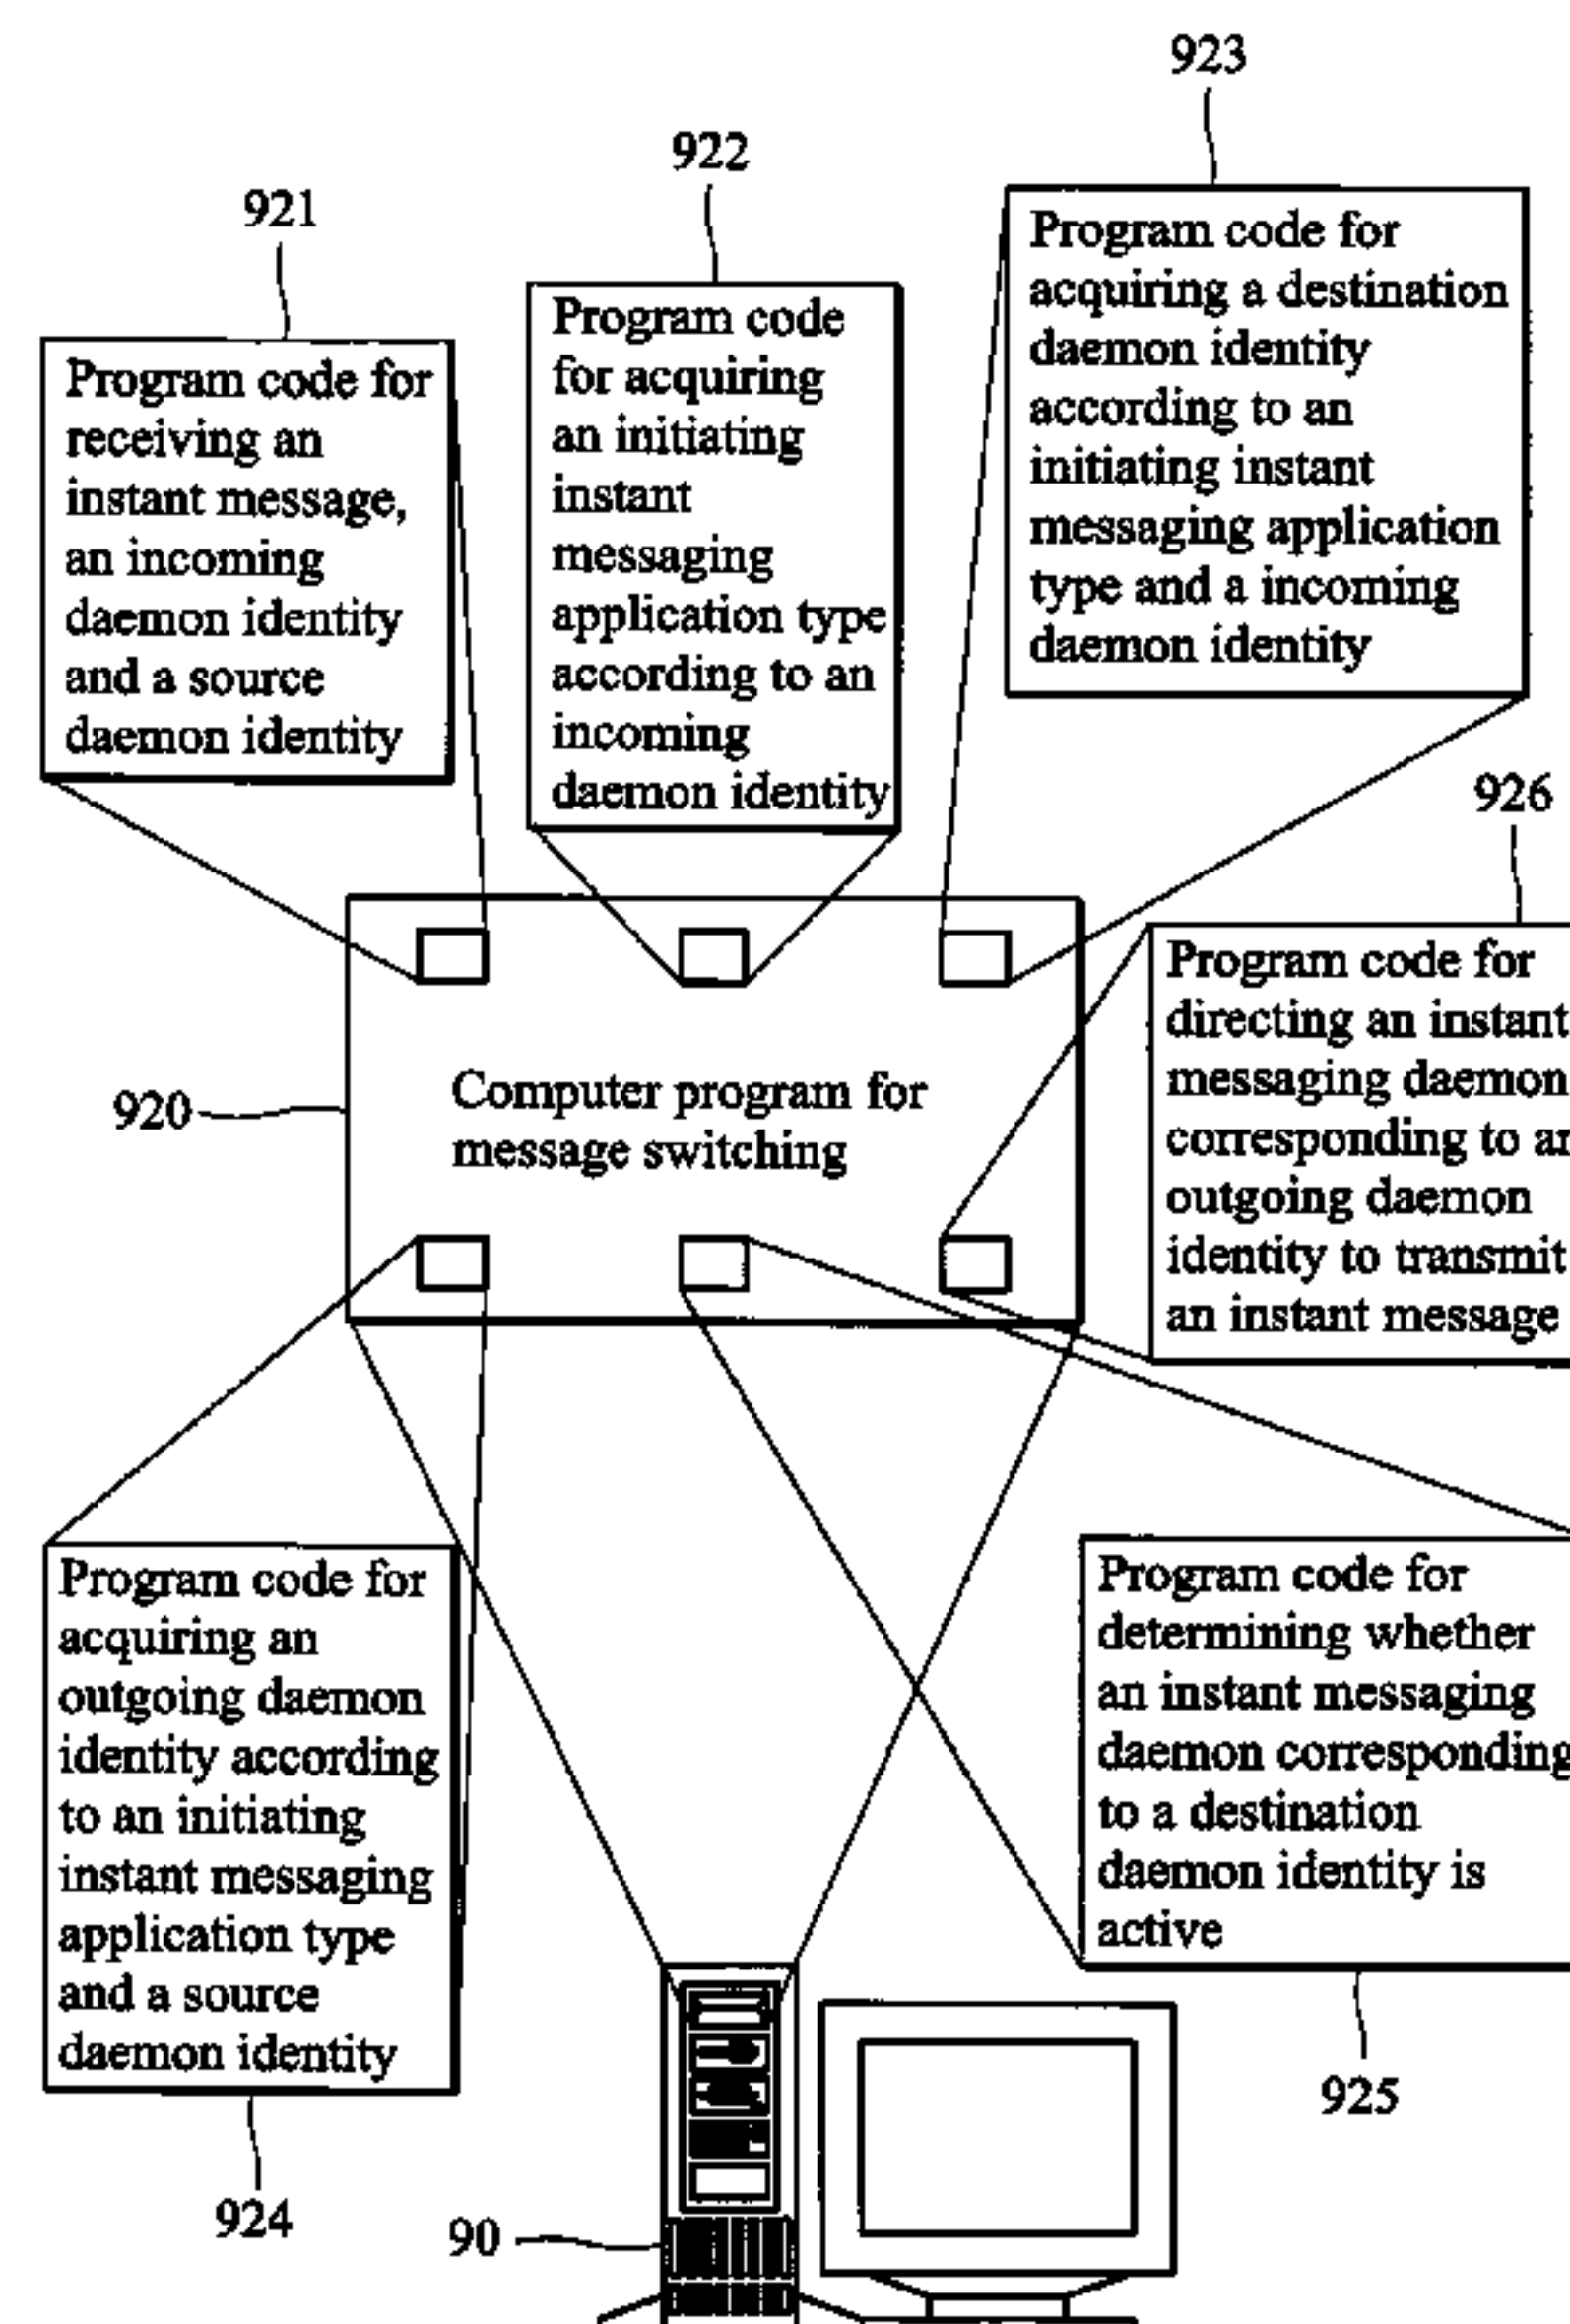 923
922
921
Program code for
acquiring a destination
daemon identity
according to an
initiating instant
messaging application
type and a incoming
daemon identity
Program code
for acquiring
an initiating
instant
messaging
application type
according to an
incoming
daemon identity
Program code for
receiving an
instant message,
an incoming
daemon identity
and a source
daemon identity
926
Program code for
directing an instant
messaging daemon
corresponding to an
outgoing daemon
identity to transmit
an instant message
920
Computer program for
message switching
Program code for
acquiring an
outgoing daemon
identity according
to an initiating
instant messaging
application type
and a source
daemon identity
Program code for
determining whether
an instant messaging
daemon corresponding
to a destination
daemon identity is
active
925
924
90